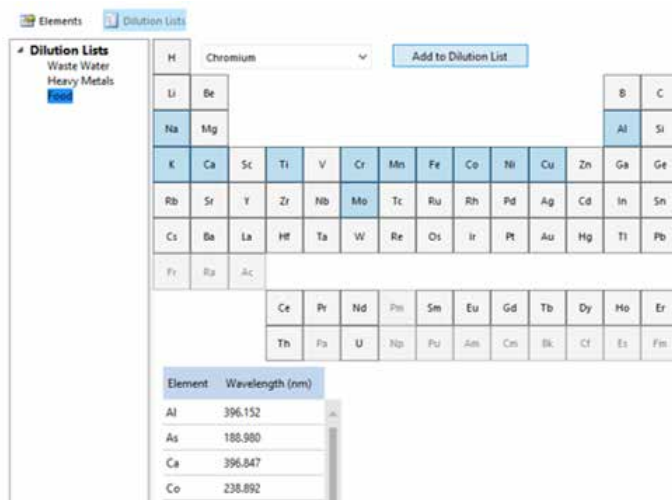 Elements Dilution Lists
Dilution Lists
Waste Water
Heavy Metals
Food
H Chromium Add to Dilution List
Li Be B C
Na Mg Al Si
K Ca Sc Ti V Cr Mn Fe Co Ni Cu Zn Ga Ge
Rb Sr Y Zr Nb Mo Tc Ru Rh Pd Ag Cd In Sn
Cs Ba La Hf Ta W Re Os Ir Pt Au Hg Tl Pb
Fr Ra Ac
Ce Pr Nd Pm Sm Eu Gd Tb Dy Ho Er
Th Pa U Np Pu Am Cm Bk Cf Es Fm
Element Wavelength (nm)
Al 396.152
As 188.980
Ca 396.847
Co 238.892